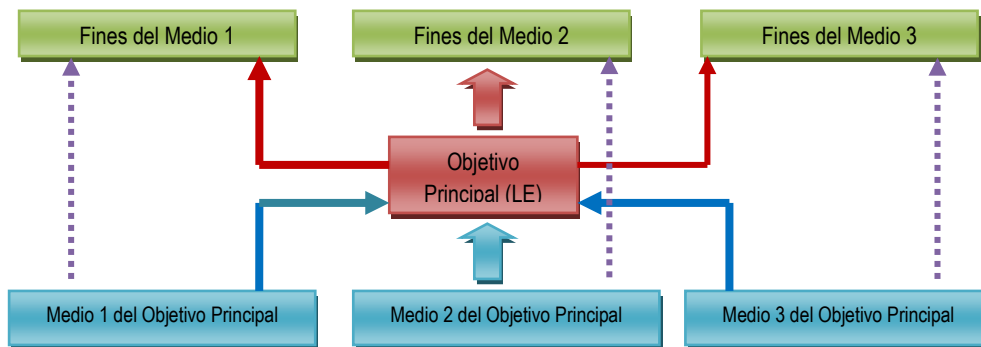 Fines del Medio 1
Fines del Medio 2
Fines del Medio 3
Objetivo
Principal (LE)
Medio 1 del Objetivo Principal
Medio 2 del Objetivo Principal
Medio 3 del Objetivo Principal